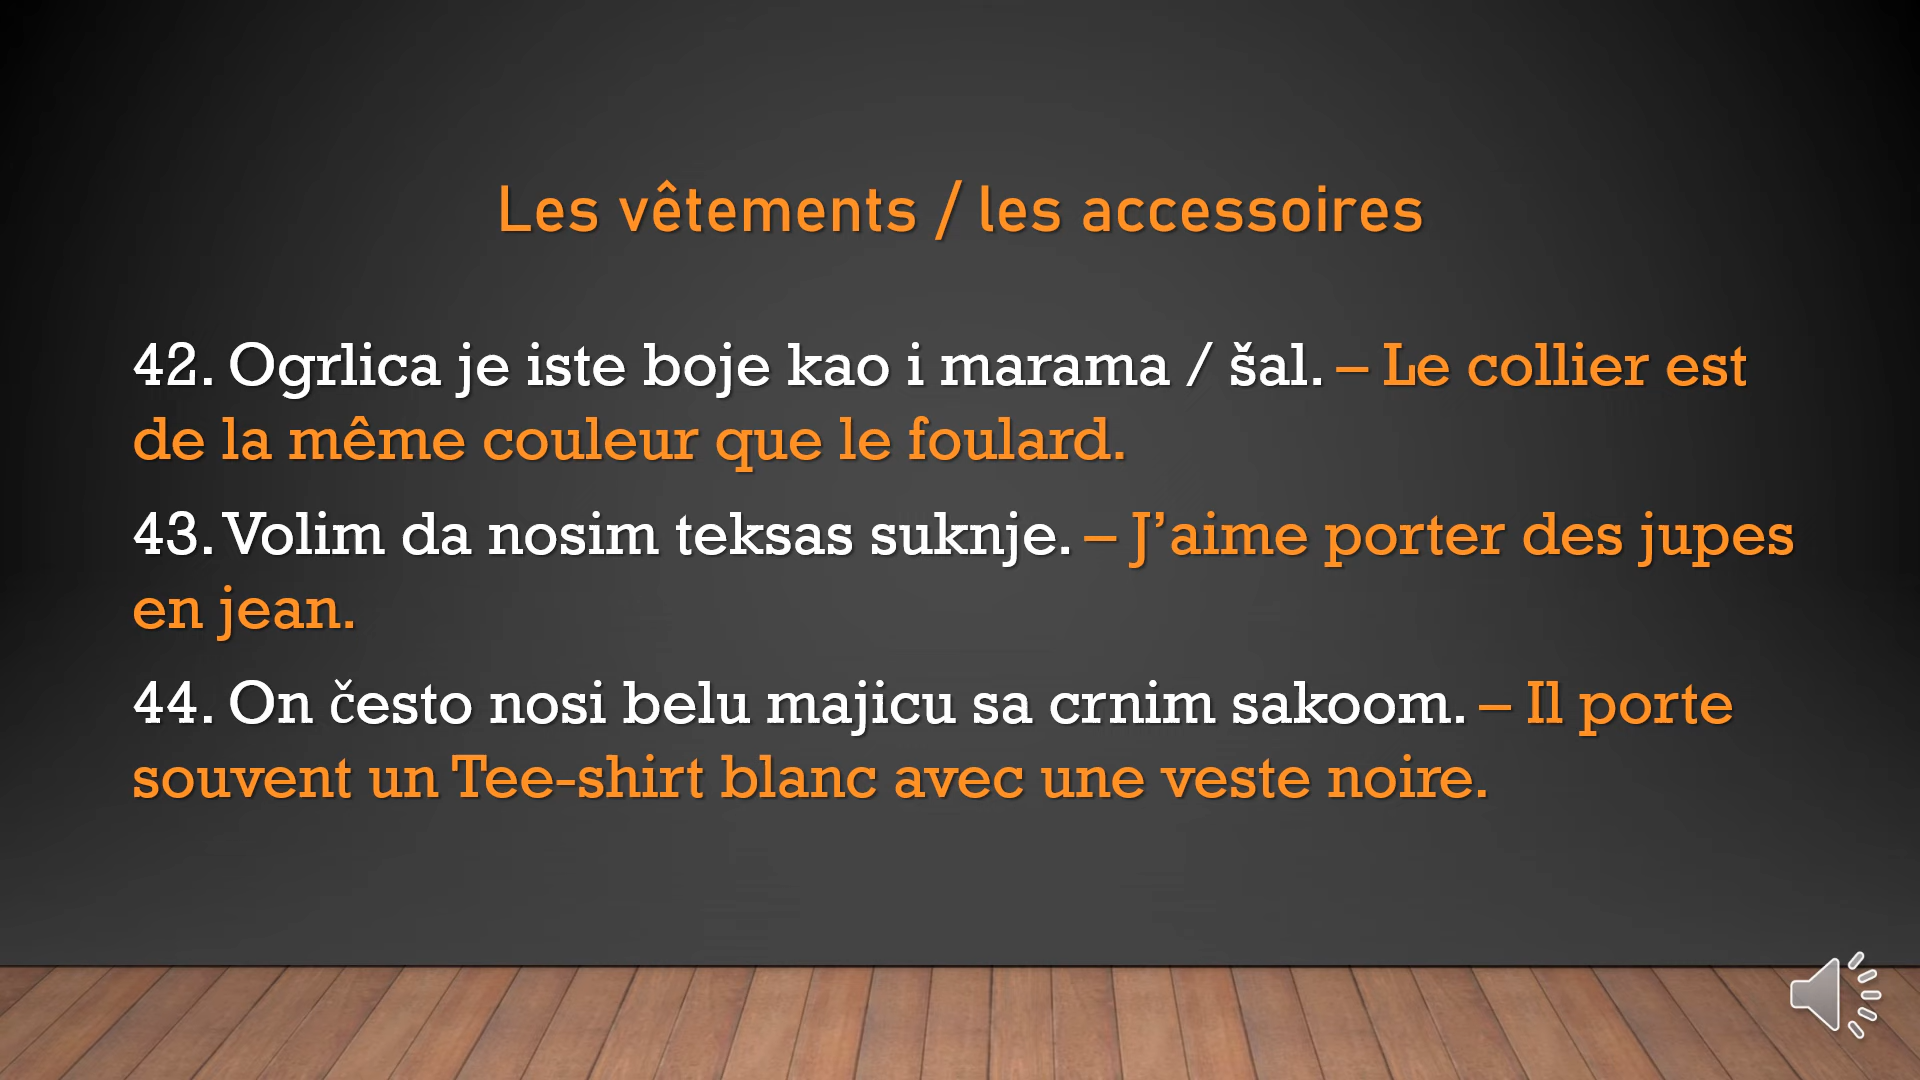 Les vêtements / les accessoires
42. Ogrlica je iste boje kao i marama / šal. – Le collier est
de la même couleur que le foulard.
43. Volim da nosim teksas suknje. – J’aime porter des jupes
en jean.
44. On često nosi belu majicu sa crnim sakoom. – Il porte
souvent un Tee-shirt blanc avec une veste noire.